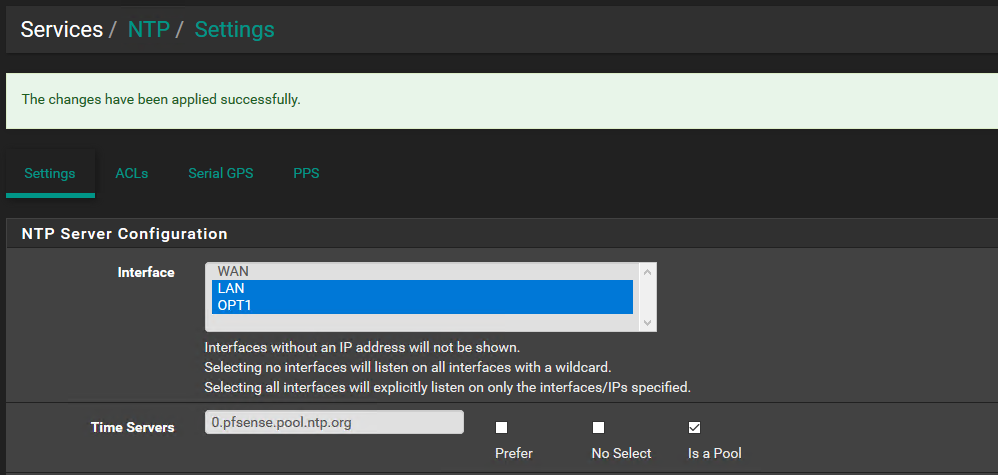 Services / NTP / Settings
The changes have been applied successfully.
Settings ACLs Serial GPS PPS
NTP Server Configuration
Interface
WAN
LAN
OPT1
Interfaces without an IP address will not be shown.
Selecting no interfaces will listen on all interfaces with a wildcard.
Selecting all interfaces will explicitly listen on only the interfaces/IPs specified.
Time Servers 0.pfsense.pool.ntp.org
Prefer No Select Is a Pool